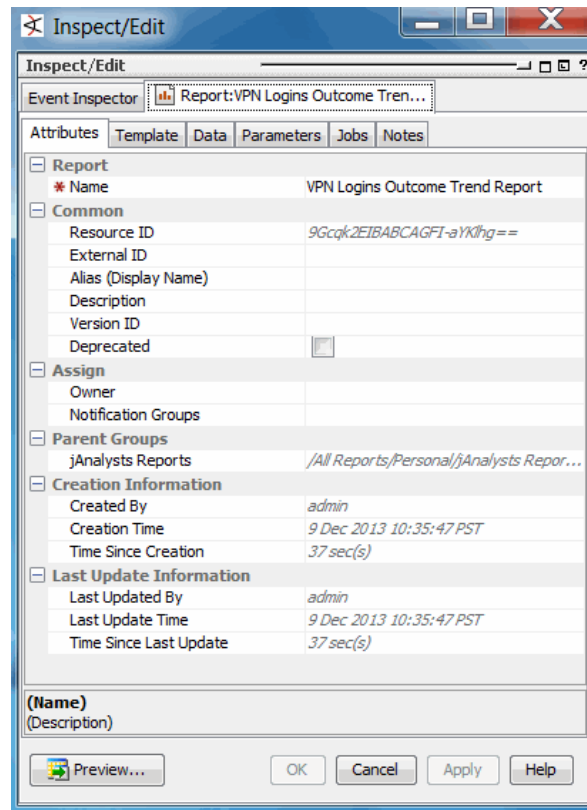 Inspect/Edit
Inspect/Edit ?
Event Inspector Report:VPN Logins Outcome Tren...
Attributes Template Data Parameters Jobs Notes
Report
* Name VPN Logins Outcome Trend Report
Common
Resource ID 9Gcqk2EIBABCAGFI-aYKlhg==
External ID
Alias (Display Name)
Description
Version ID
Deprecated
Assign
Owner
Notification Groups
Parent Groups
jAnalysts Reports /All Reports/Personal/jAnalysts Repor...
Creation Information
Created By admin
Creation Time 9 Dec 2013 10:35:47 PST
Time Since Creation 37 sec(s)
Last Update Information
Last Updated By admin
Last Update Time 9 Dec 2013 10:35:47 PST
Time Since Last Update 37 sec(s)
(Name)
(Description)
Preview... OK Cancel Apply Help